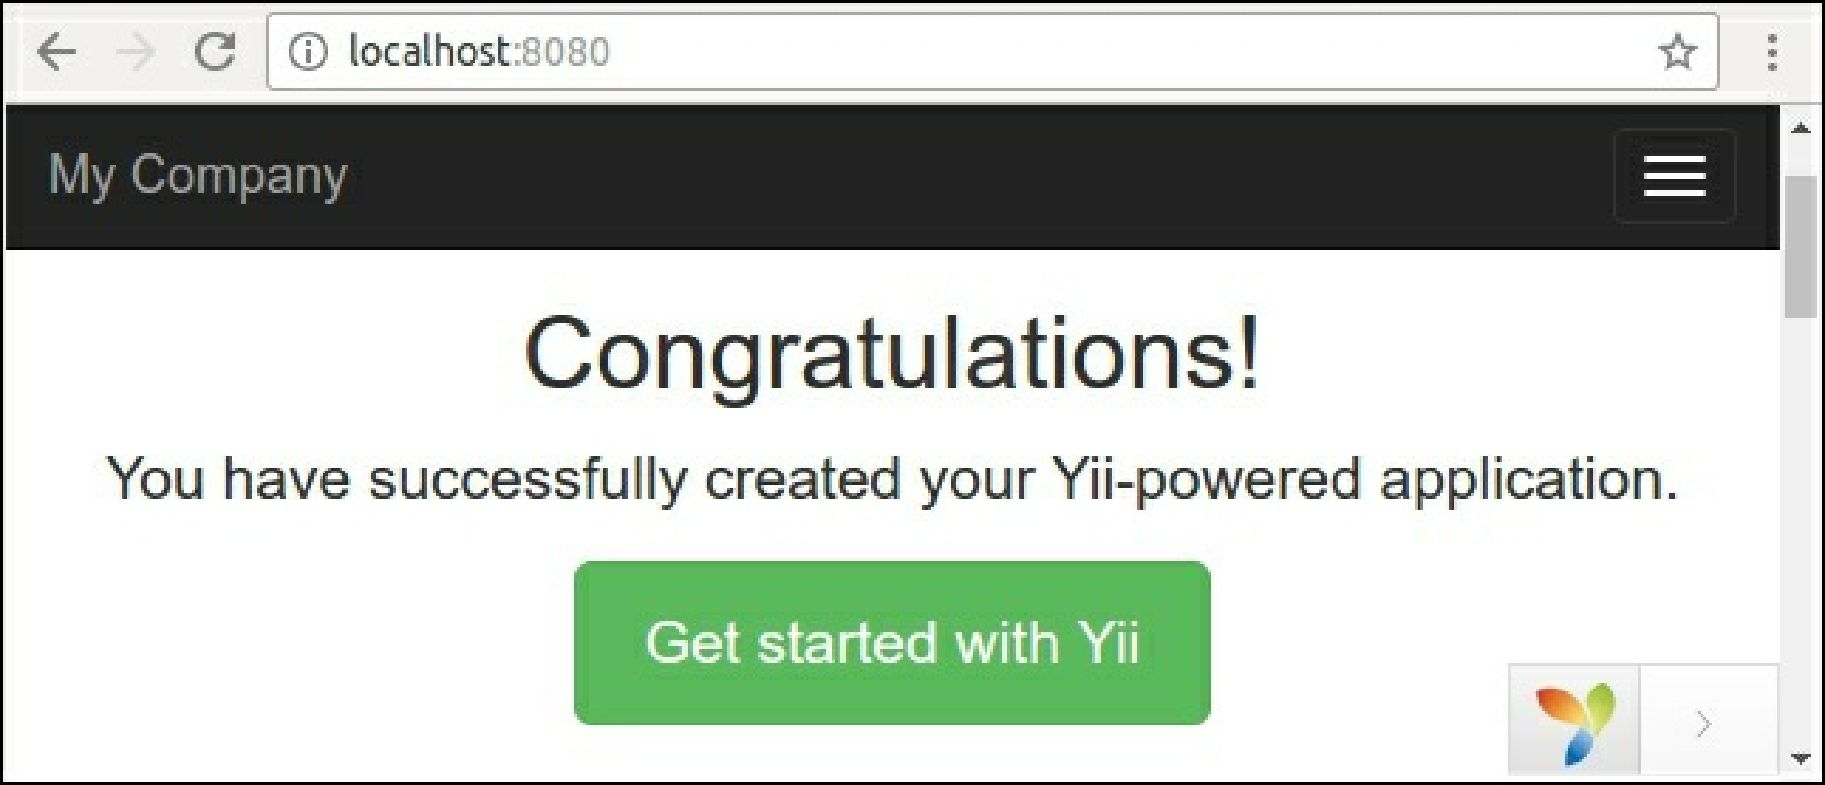 localhost:8080
My Company
Congratulations!
You have successfully created your Yii-powered application.
Get started with Yii